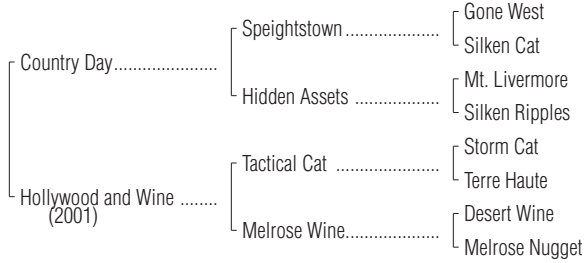 Gone West
Speightstown
Silken Cat
Country Day
Mt. Livermore
Hidden Assets
Silken Ripples
Storm Cat
Tactical Cat
Terre Haute
Hollywood and Wine
(2001)
Desert Wine
Melrose Wine
Melrose Nugget